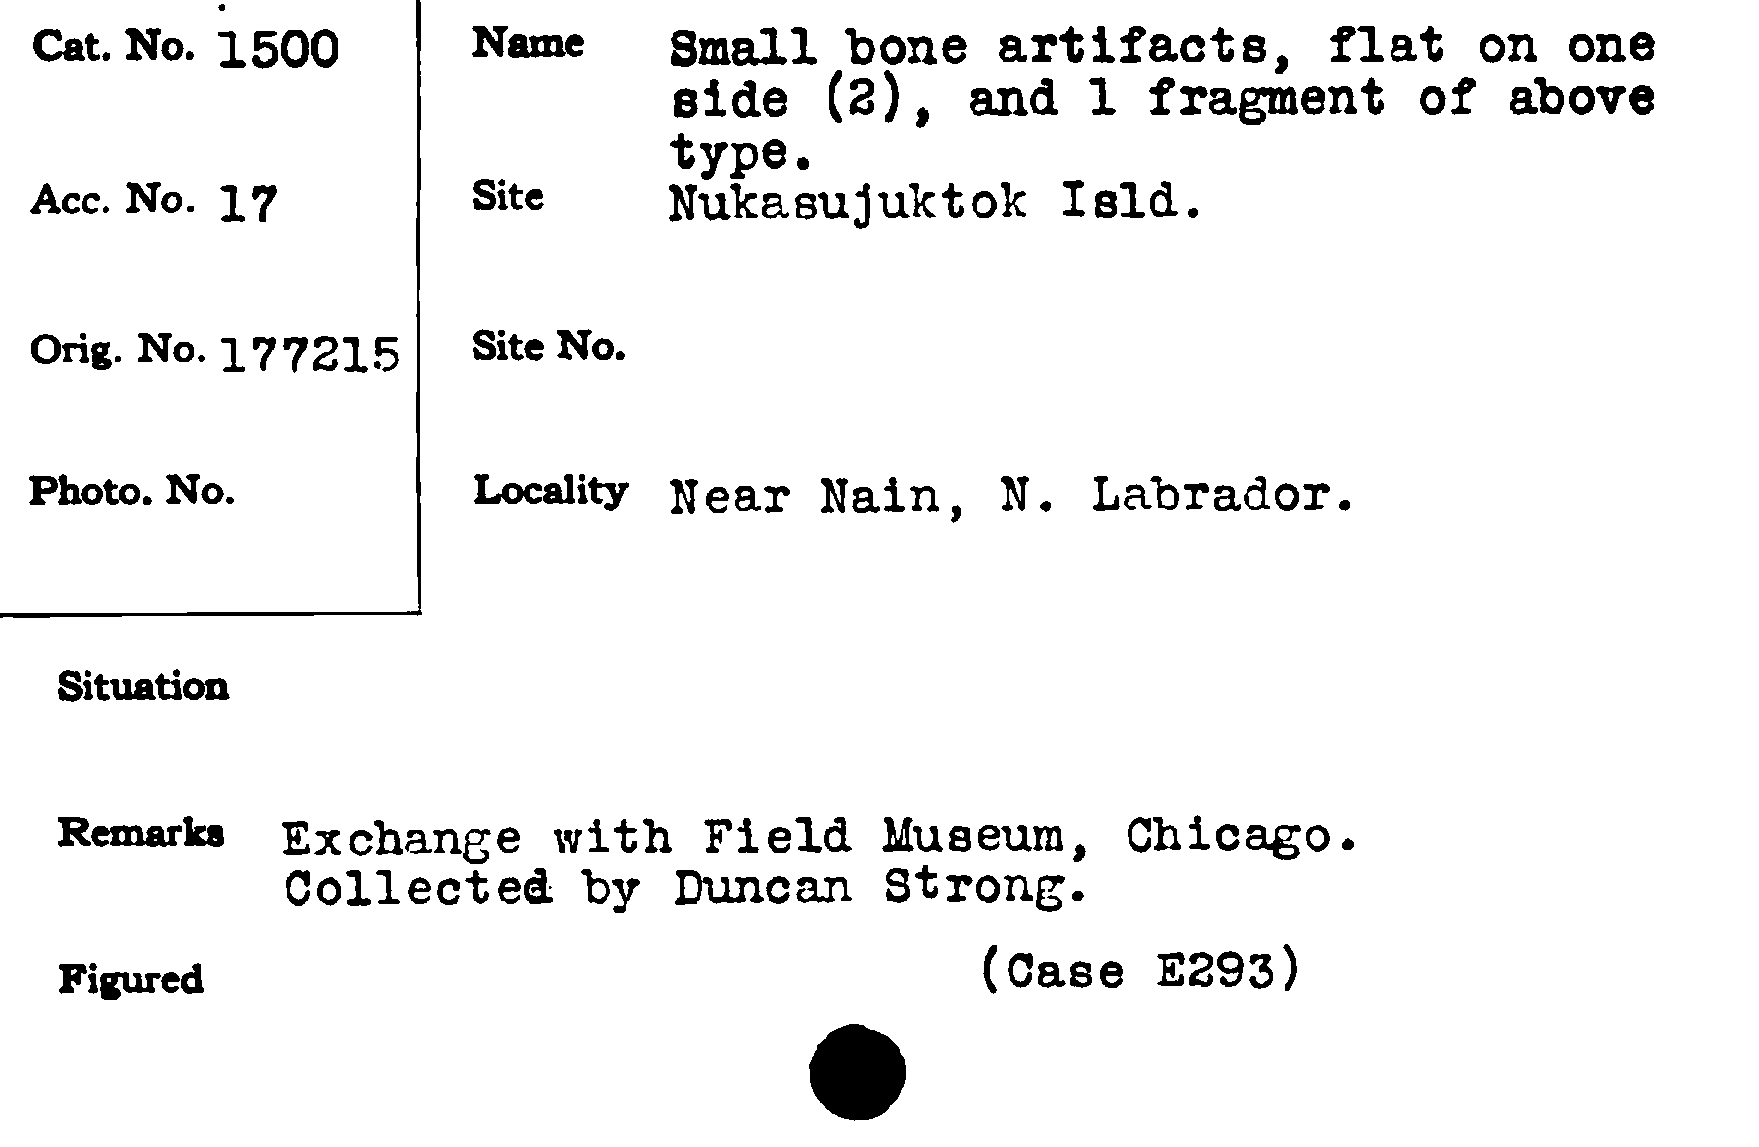 Cat. No. 1500
Name Small bone artifacts, flat on one
side (2), and 1 fragment of above
type.
Acc. No. 17
Site Nukasujuktok Isld.
Orig. No. 177215
Site No.
Photo. No.
Locality Near Nain, N. Labrador.
Situation
Remarks Exchange with Field Museum, Chicago.
Collected by Duncan Strong.
Figured (Case E293)